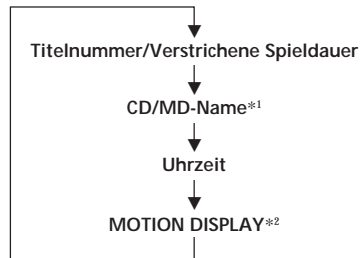 Titelnummer/Verstrichene Spieldauer
CD/MD-Name*1
Uhrzeit
MOTION DISPLAY*2